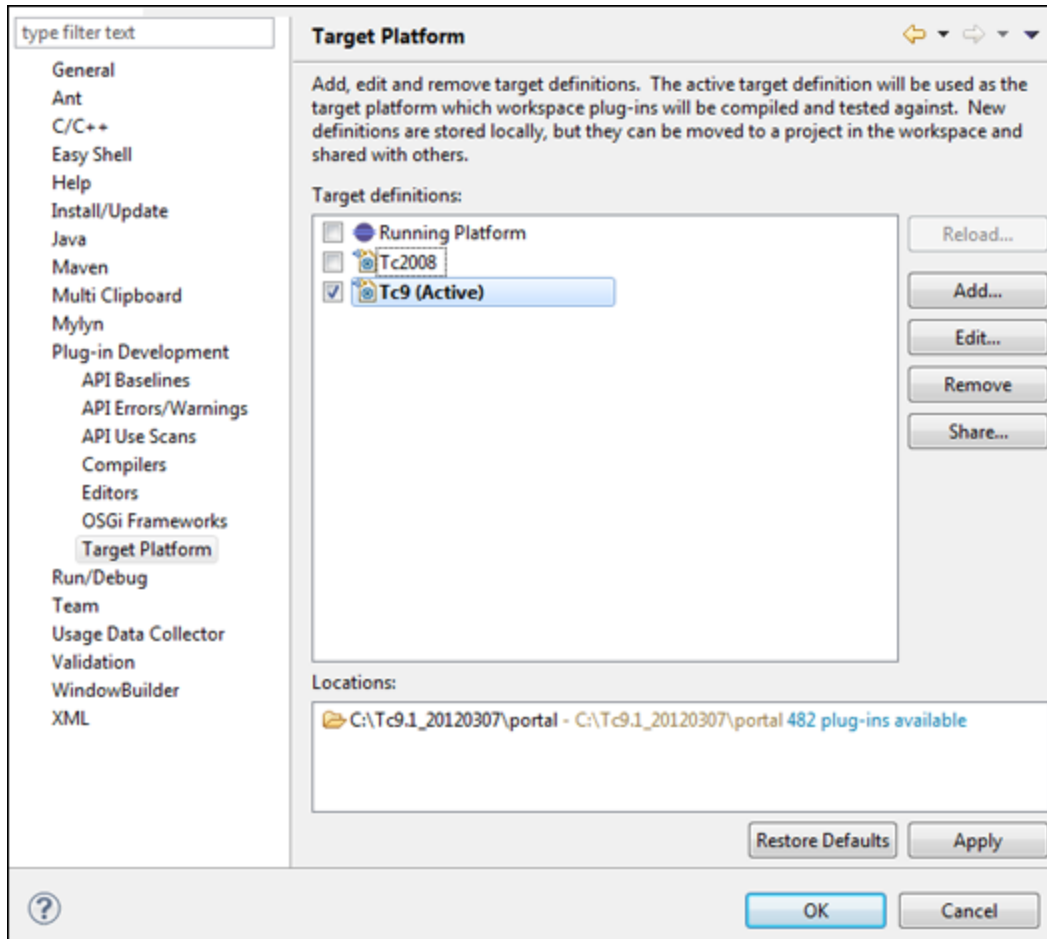 type filter text
General
Ant
C/C++
Easy Shell
Help
Install/Update
Java
Maven
Multi Clipboard
Mylyn
Plug-in Development
API Baselines
API Errors/Warnings
API Use Scans
Compilers
Editors
OSGi Frameworks
Target Platform
Run/Debug
Team
Usage Data Collector
Validation
WindowBuilder
XML
Target Platform
Add, edit and remove target definitions. The active target definition will be used as the
target platform which workspace plug-ins will be compiled and tested against. New
definitions are stored locally, but they can be moved to a project in the workspace and
shared with others.
Target definitions:
Running Platform
Tc2008
Tc9 (Active)
Reload...
Add...
Edit...
Remove
Share...
Locations:
C:\Tc9.1_20120307\portal - C:\Tc9.1_20120307\portal 482 plug-ins available
Restore Defaults
Apply
?
OK
Cancel